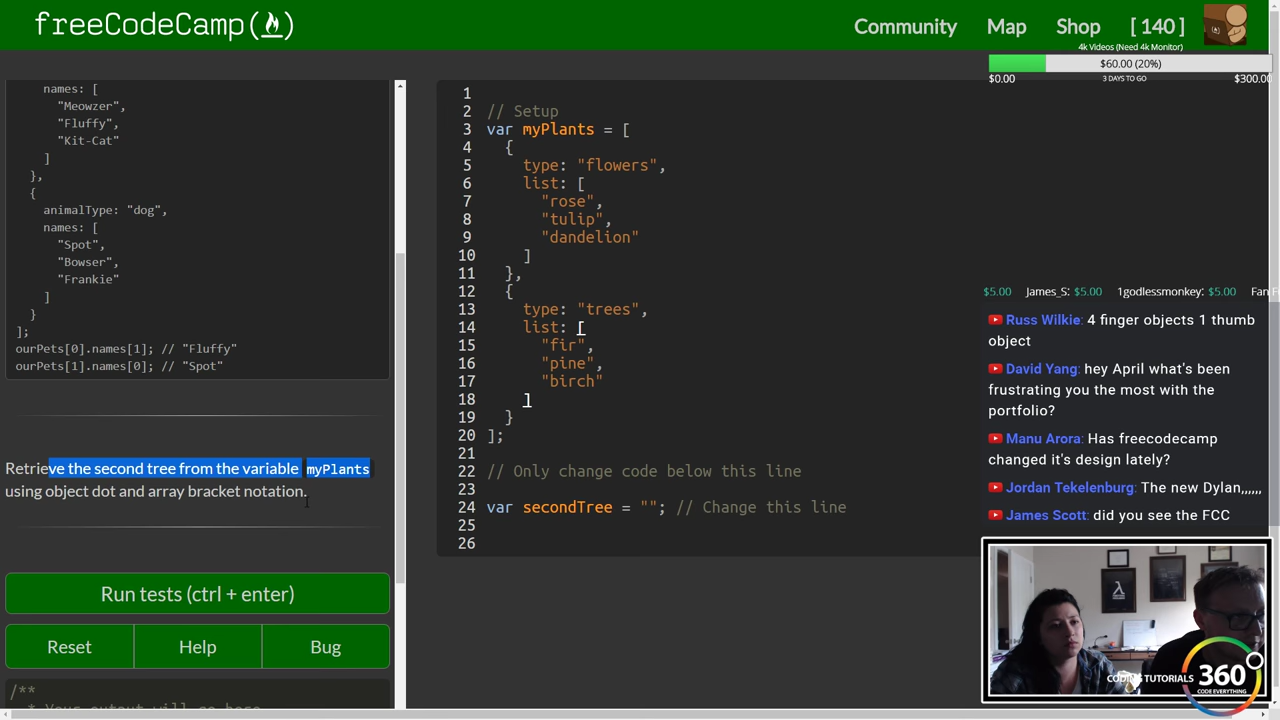 freeCodeCamp(🔥)
Community
Map
Shop
[ 140 ]
4k Videos (Need 4k Monitor)
$60.00 (20%)
$0.00
3 DAYS TO GO
$300.00
names: [
"Meowzer",
"Fluffy",
"Kit-Cat"
]
},
{
animalType: "dog",
names: [
"Spot",
"Bowser",
"Frankie"
]
}
];
ourPets[0].names[1]; // "Fluffy"
ourPets[1].names[0]; // "Spot"
Retrieve the second tree from the variable myPlants
using object dot and array bracket notation.
Run tests (ctrl + enter)
Reset
Help
Bug
/**
1
2 // Setup
3 var myPlants = [
4 {
5 type: "flowers",
6 list: [
7 "rose",
8 "tulip",
9 "dandelion"
10 ]
11 },
12 {
13 type: "trees",
14 list: [
15 "fir",
16 "pine",
17 "birch"
18 ]
19 }
20 ];
21
22 // Only change code below this line
23
24 var secondTree = ""; // Change this line
25
26
$5.00 James_S: $5.00 1godlessmonkey: $5.00 Fan
Russ Wilkie: 4 finger objects 1 thumb
object
David Yang: hey April what's been
frustrating you the most with the
portfolio?
Manu Arora: Has freecodecamp
changed it's design lately?
Jordan Tekelenburg: The new Dylan,,,,,,
James Scott: did you see the FCC
CODING TUTORIALS 360
CODE EVERYTHING